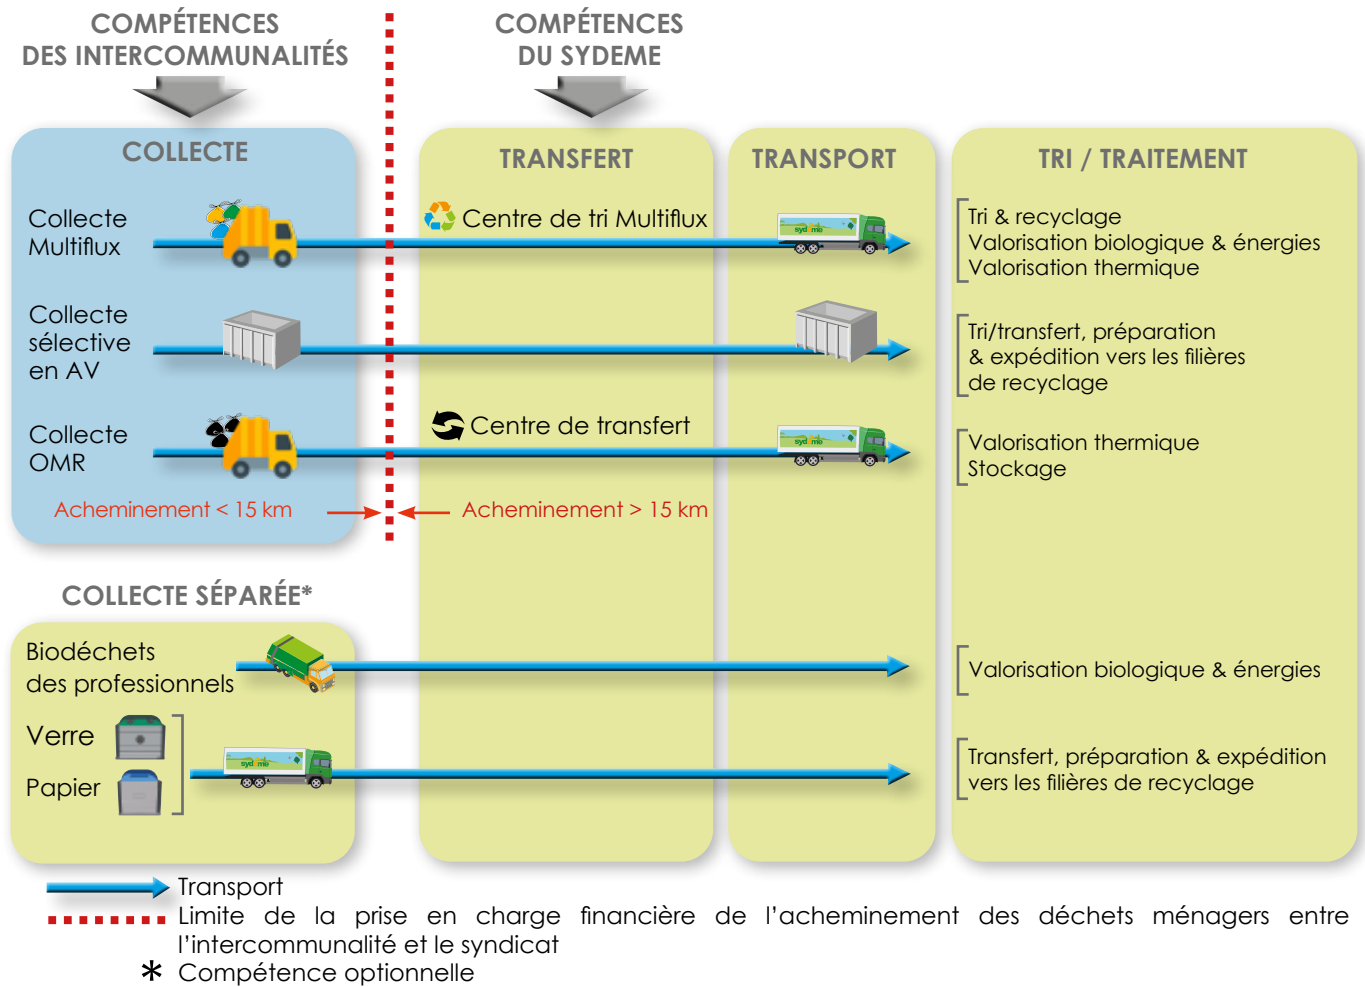 COMPÉTENCES
DES INTERCOMMUNALITÉS
COMPÉTENCES
DU SYDEME
COLLECTE
TRANSFERT
TRANSPORT
TRI / TRAITEMENT
Collecte
Multiflux
Centre de tri Multiflux
sydeme
Tri & recyclage
Valorisation biologique & énergies
Valorisation thermique
Collecte
sélective
en AV
Tri/transfert, préparation
& expédition vers les filières
de recyclage
Collecte
OMR
Centre de transfert
sydeme
Valorisation thermique
Stockage
Acheminement < 15 km
Acheminement > 15 km
COLLECTE SÉPARÉE*
Biodéchets
des professionnels
Valorisation biologique & énergies
Verre
Papier
sydeme
Transfert, préparation & expédition
vers les filières de recyclage
Transport
Limite de la prise en charge financière de l'acheminement des déchets ménagers entre
l'intercommunalité et le syndicat
* Compétence optionnelle